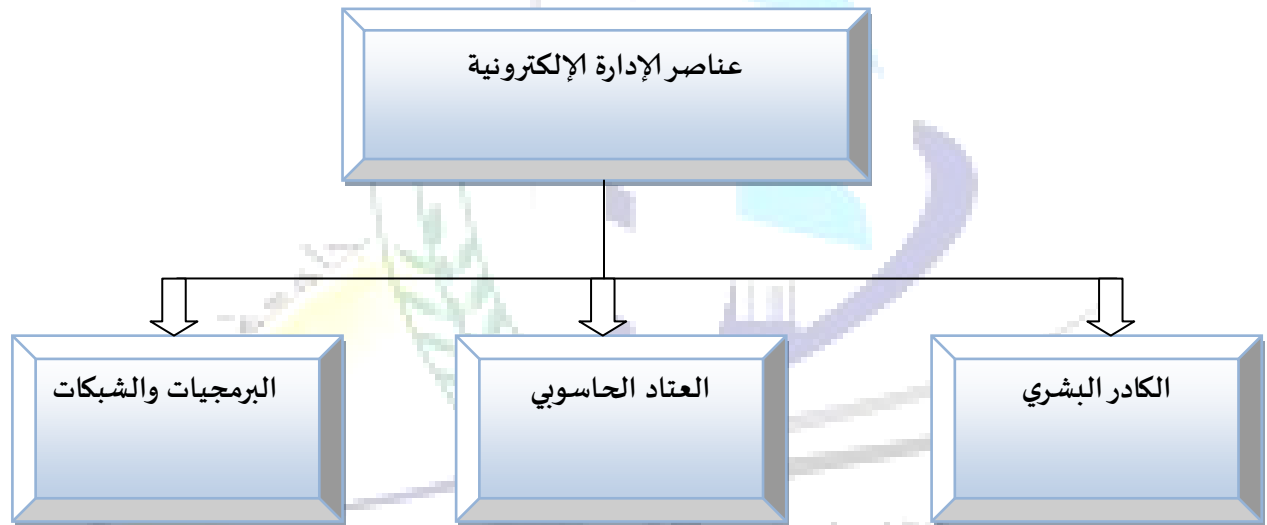 عناصر الإدارة الإلكترونية
الكادر البشري
العتاد الحاسوبي
البرمجيات والشبكات